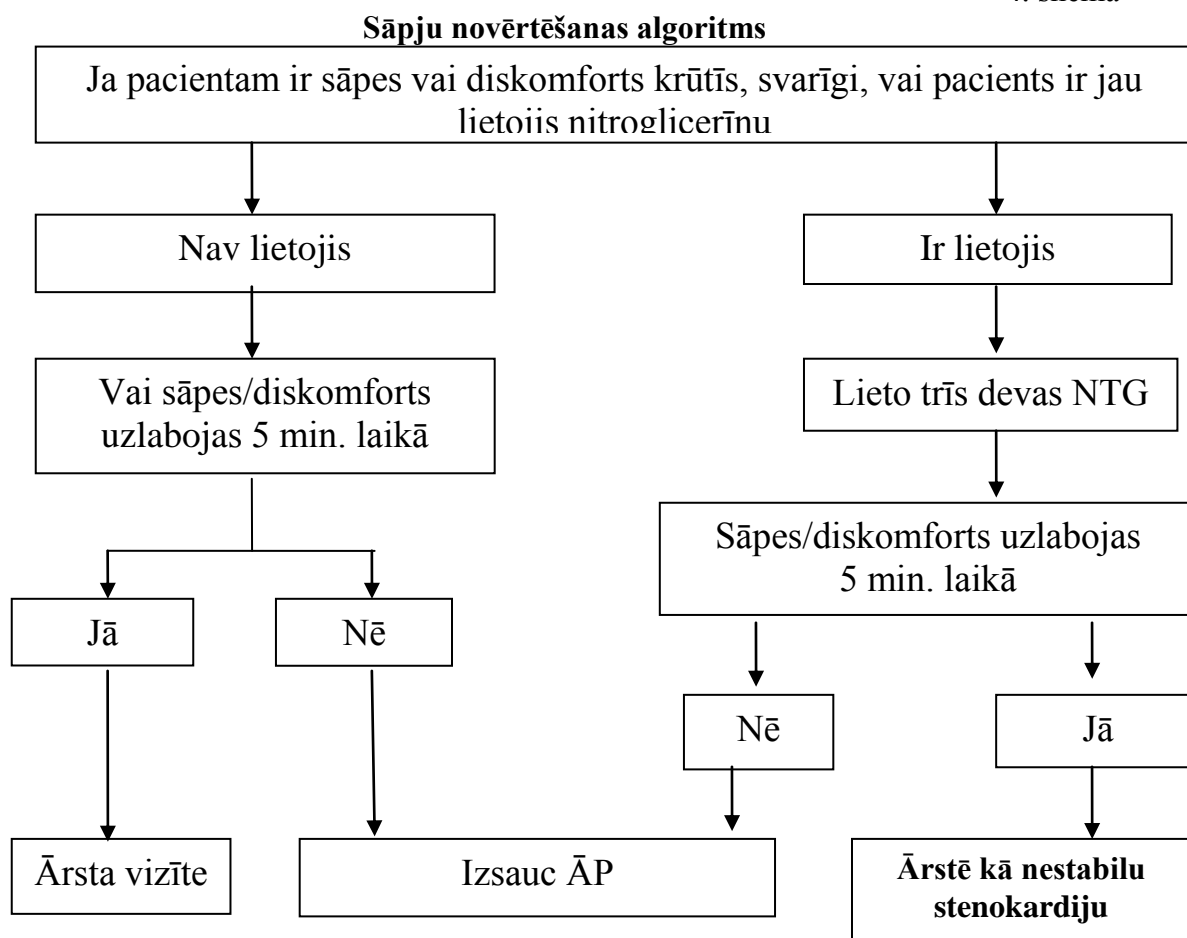 Sāpju novērtēšanas algoritms
Ja pacientam ir sāpes vai diskomforts krūtīs, svarīgi, vai pacients ir jau
lietojis nitroglicerīnu
Nav lietojis
Ir lietojis
Vai sāpes/diskomforts
uzlabojas 5 min. laikā
Lieto trīs devas NTG
Sāpes/diskomforts uzlabojas
5 min. laikā
Jā
Nē
Nē
Jā
Ārsta vizīte
Izsauc ĀP
Ārstē kā nestabilu
stenokardiju